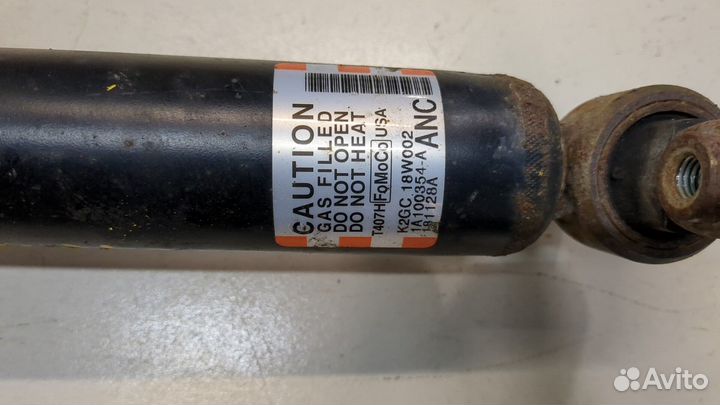 CAUTION
GAS FILLED
DO NOT OPEN
DO NOT HEAT
T407H FoMoCo USA
K2GC 18W002
1A100354-A
181128A
ANC
Avito